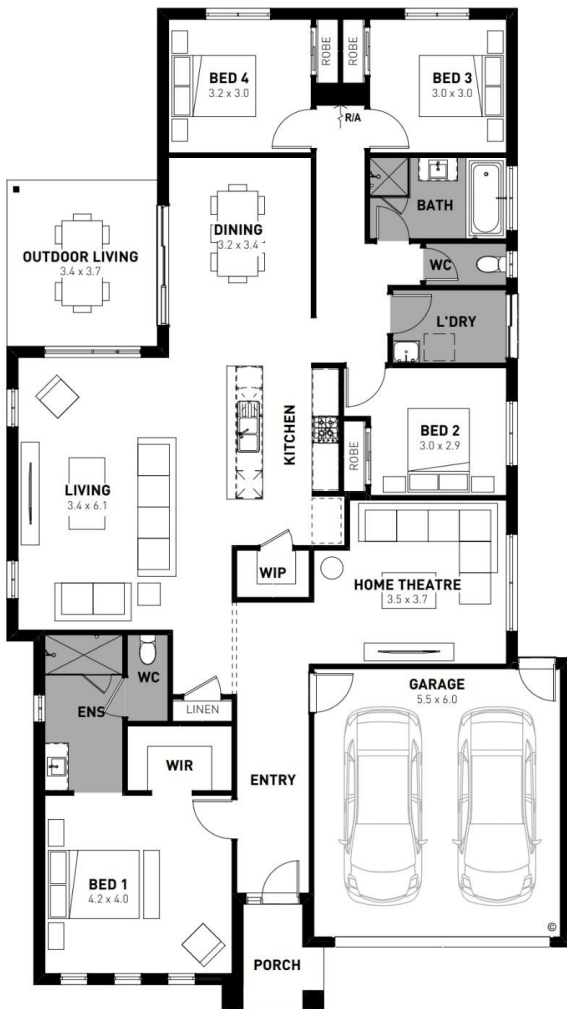 BED 4
3.2 x 3.0
ROBE
ROBE
BED 3
3.0 x 3.0
R/A
BATH
DINING
3.2 x 3.4
OUTDOOR LIVING
3.4 x 3.7
WC
L'DRY
KITCHEN
BED 2
3.0 x 2.9
ROBE
LIVING
3.4 x 6.1
WIP
HOME THEATRE
3.5 x 3.7
WC
GARAGE
5.5 x 6.0
ENS
LINEN
WIR
ENTRY
BED 1
4.2 x 4.0
©
PORCH